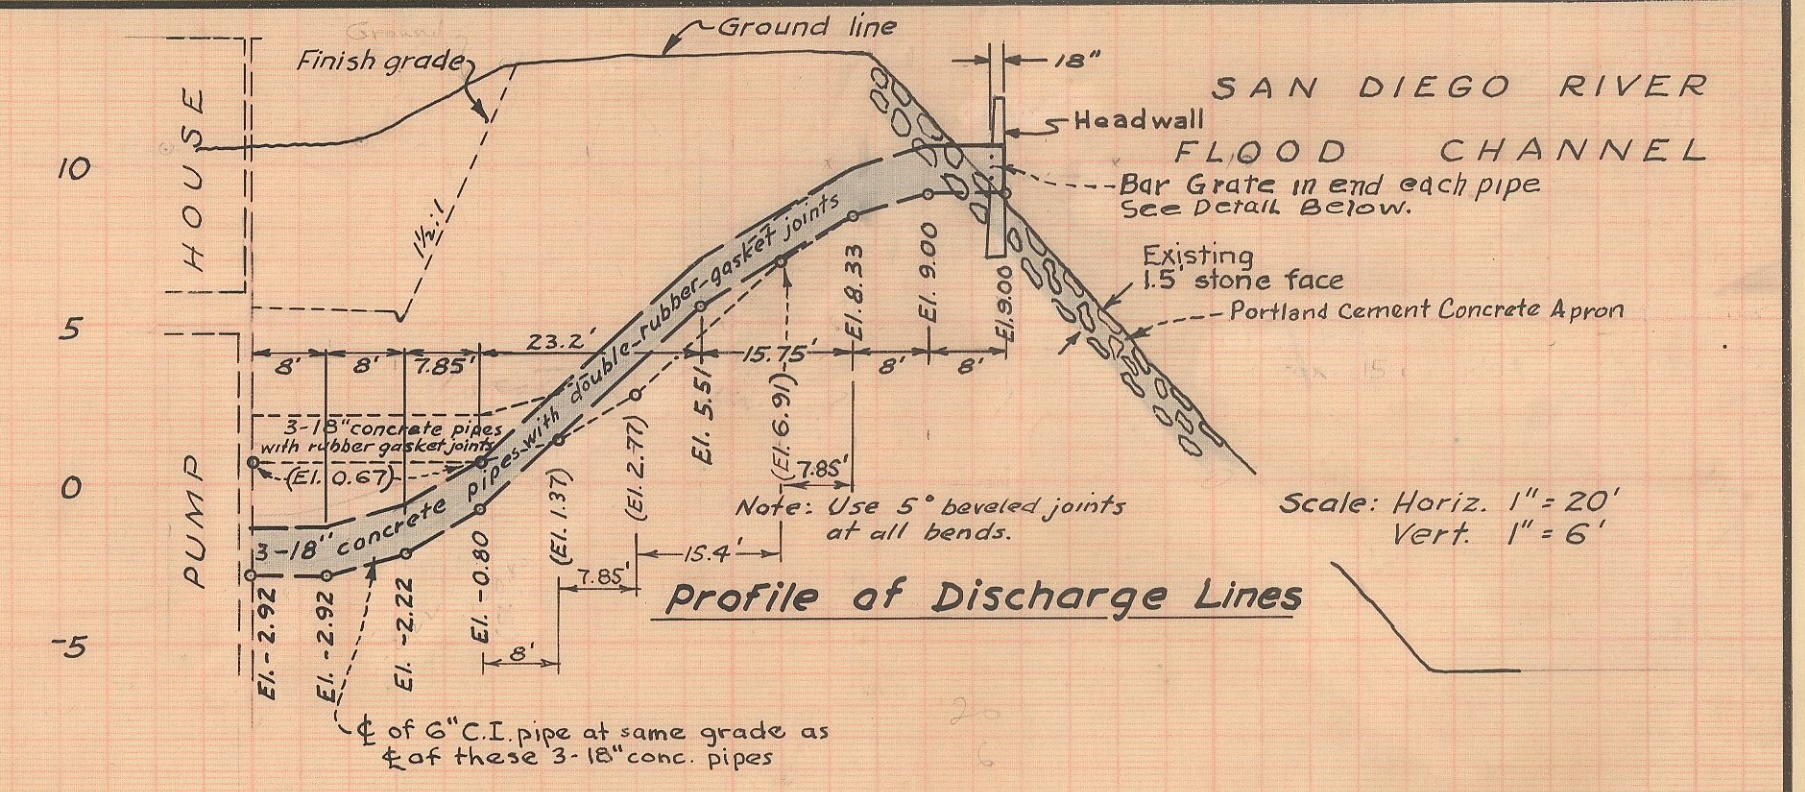 Ground
Ground line
Finish grade
18"
SAN DIEGO RIVER
FLOOD CHANNEL
Headwall
Bar Grate in end each pipe
See Detail Below.
PUMP HOUSE
10
5
0
-5
1½:1
Existing
1.5' stone face
Portland Cement Concrete Apron
8'
8'
7.85'
23.2'
15.75'
8'
8'
3-18" concrete pipes
with rubber gasket joints
(El. 0.67)
3-18" concrete pipes with double-rubber-gasket joints
El. -2.92
El. -2.92
El. -2.22
El. -0.80
(El. 1.37)
(El. 2.77)
El. 5.51
(El. 6.91)
El. 8.33
El. 9.00
El. 9.00
7.85'
15.4'
7.85'
8'
Note: Use 5° beveled joints
at all bends.
Scale: Horiz. 1" = 20'
Vert. 1" = 6'
Profile of Discharge Lines
℄ of 6" C.I. pipe at same grade as
℄ of these 3-18" conc. pipes
20
6